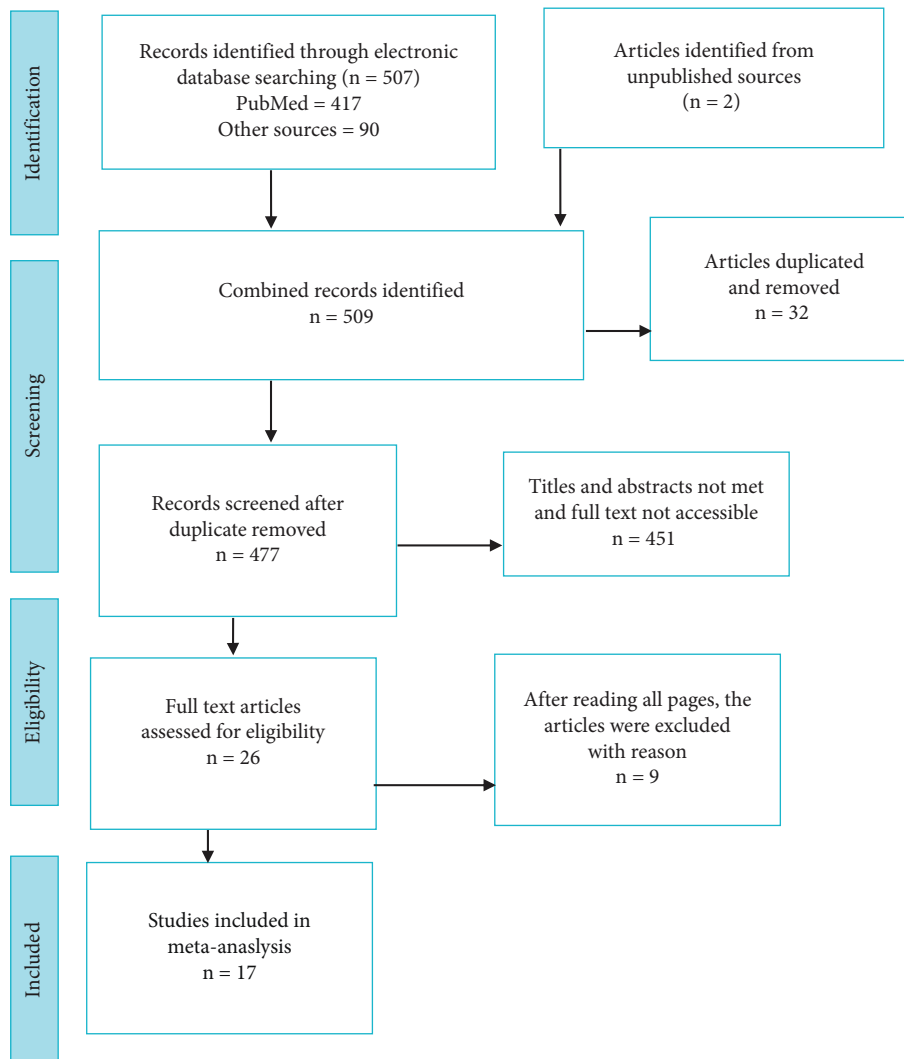 Identification
Records identified through electronic
database searching (n = 507)
PubMed = 417
Other sources = 90
Articles identified from
unpublished sources
(n = 2)
Screening
Combined records identified
n = 509
Articles duplicated
and removed
n = 32
Records screened after
duplicate removed
n = 477
Titles and abstracts not met
and full text not accessible
n = 451
Eligibility
Full text articles
assessed for eligibility
n = 26
After reading all pages, the
articles were excluded
with reason
n = 9
Included
Studies included in
meta-anaslysis
n = 17